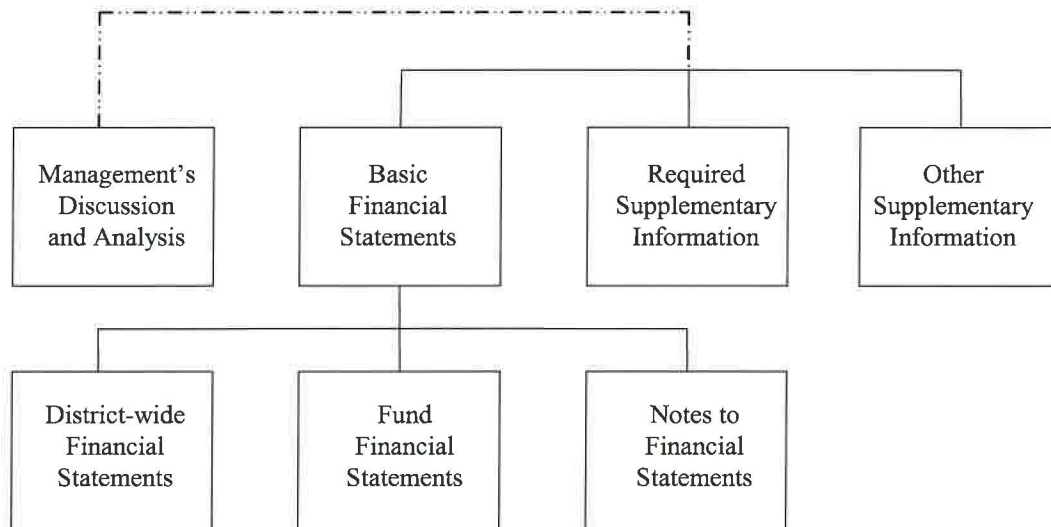 Management's
Discussion
and Analysis
Basic
Financial
Statements
Required
Supplementary
Information
Other
Supplementary
Information
District-wide
Financial
Statements
Fund
Financial
Statements
Notes to
Financial
Statements